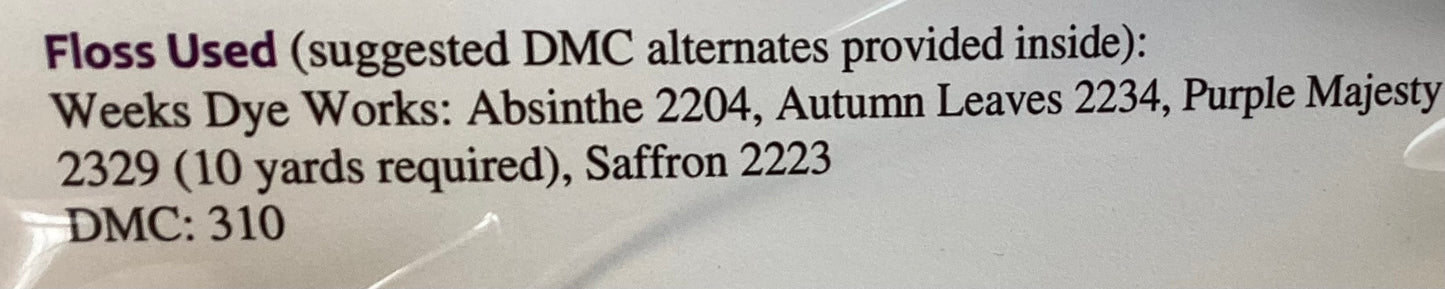 Floss Used (suggested DMC alternates provided inside):
Weeks Dye Works: Absinthe 2204, Autumn Leaves 2234, Purple Majesty
2329 (10 yards required), Saffron 2223
DMC: 310